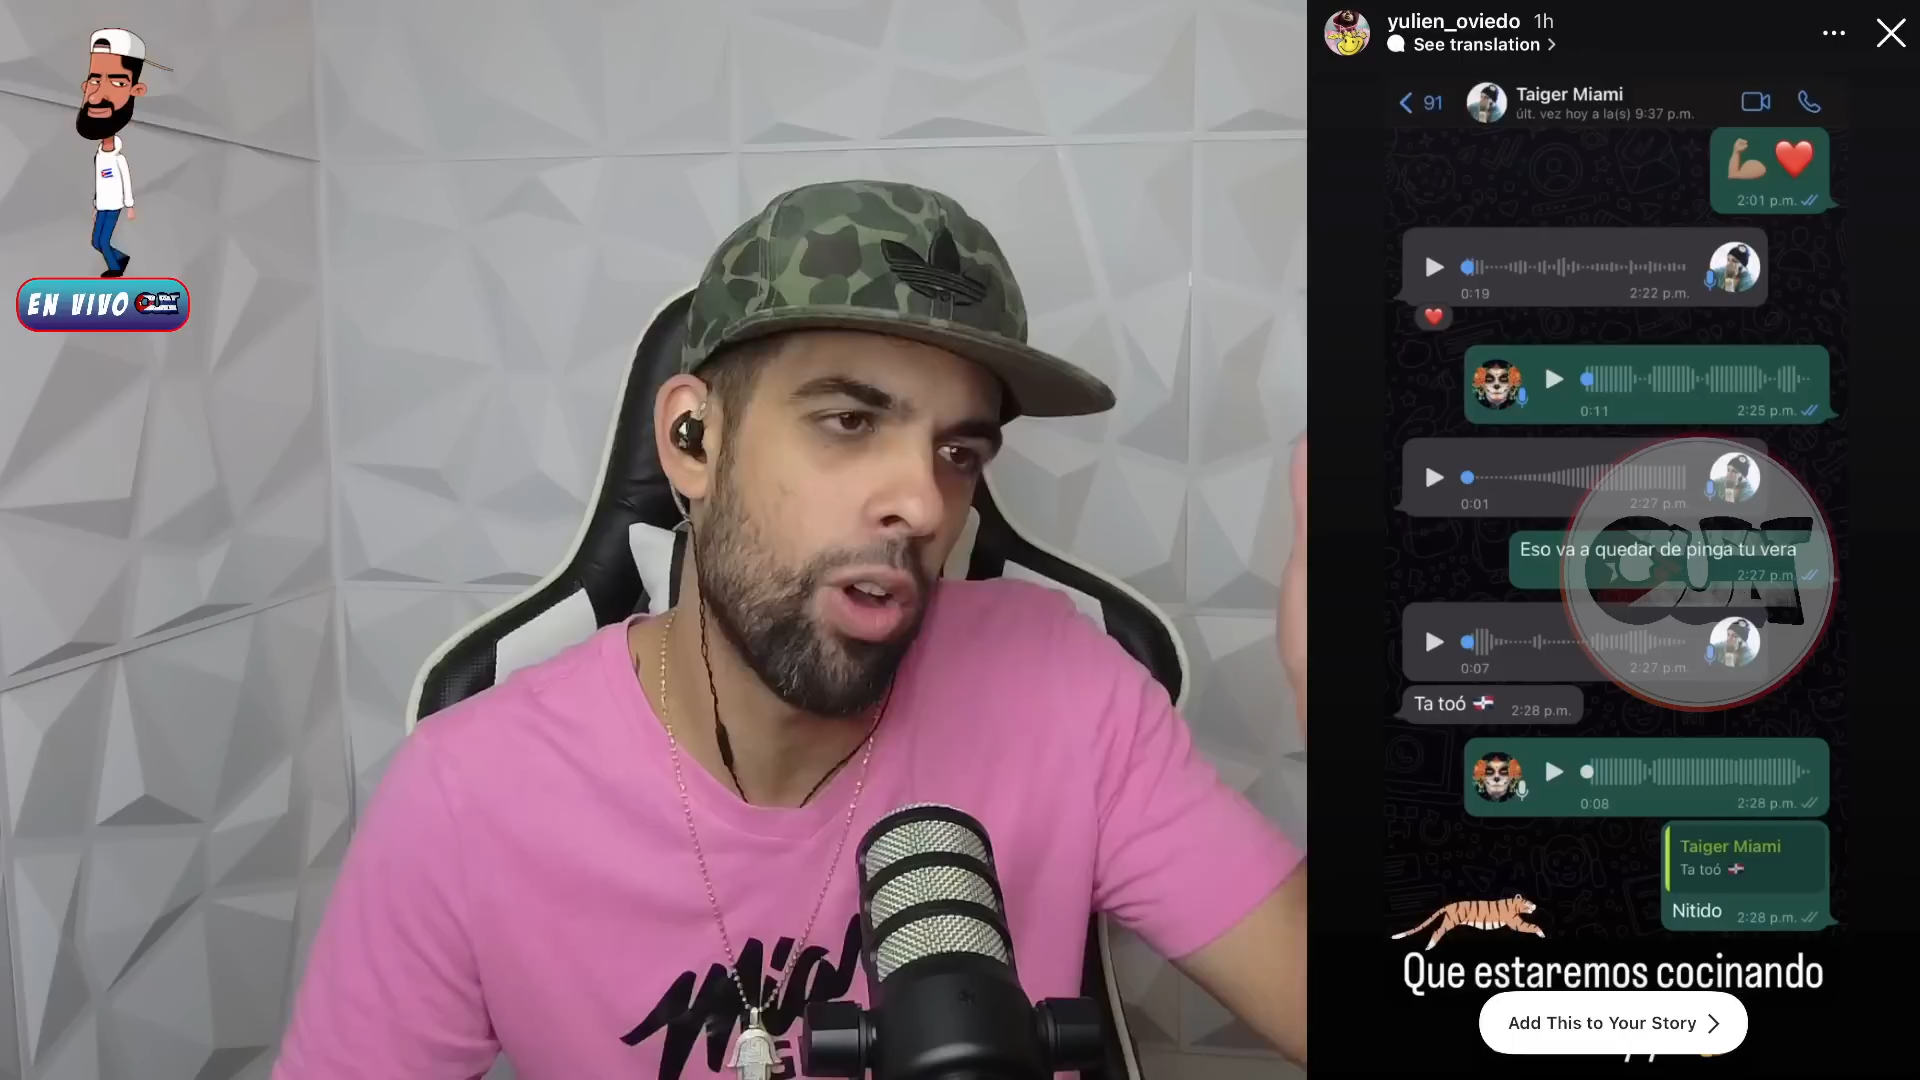 EN VIVO
yulien_oviedo 1h
See translation
91
Taiger Miami
últ. vez hoy a la(s) 9:37 p.m.
2:01 p.m.
0:19 2:22 p.m.
0:11 2:25 p.m.
0:01 2:27 p.m.
Eso va a quedar de pinga tu vera
2:27 p.m.
0:07 2:27 p.m.
Ta toó 2:28 p.m.
0:08 2:28 p.m.
Taiger Miami
Ta toó
Nitido 2:28 p.m.
Que estaremos cocinando
Add This to Your Story